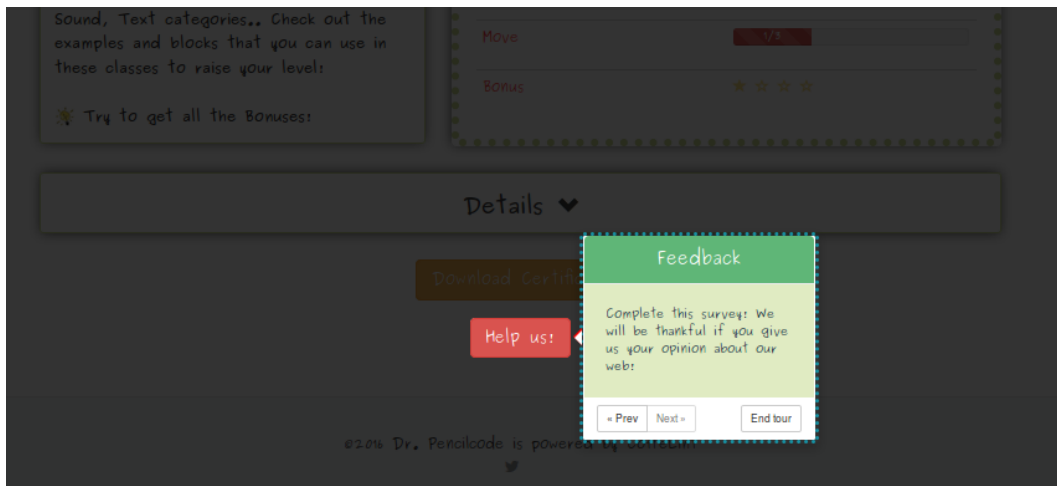 Sound, Text categories.. Check out the
examples and blocks that you can use in
these classes to raise your level!
Try to get all the Bonuses!
Move 1/3
Bonus
Details
Download Certifi
Feedback
Complete this survey! We
will be thankful if you give
us your opinion about our
web!
Help us!
« Prev Next » End tour
©2016 Dr. Pencilcode is powered by